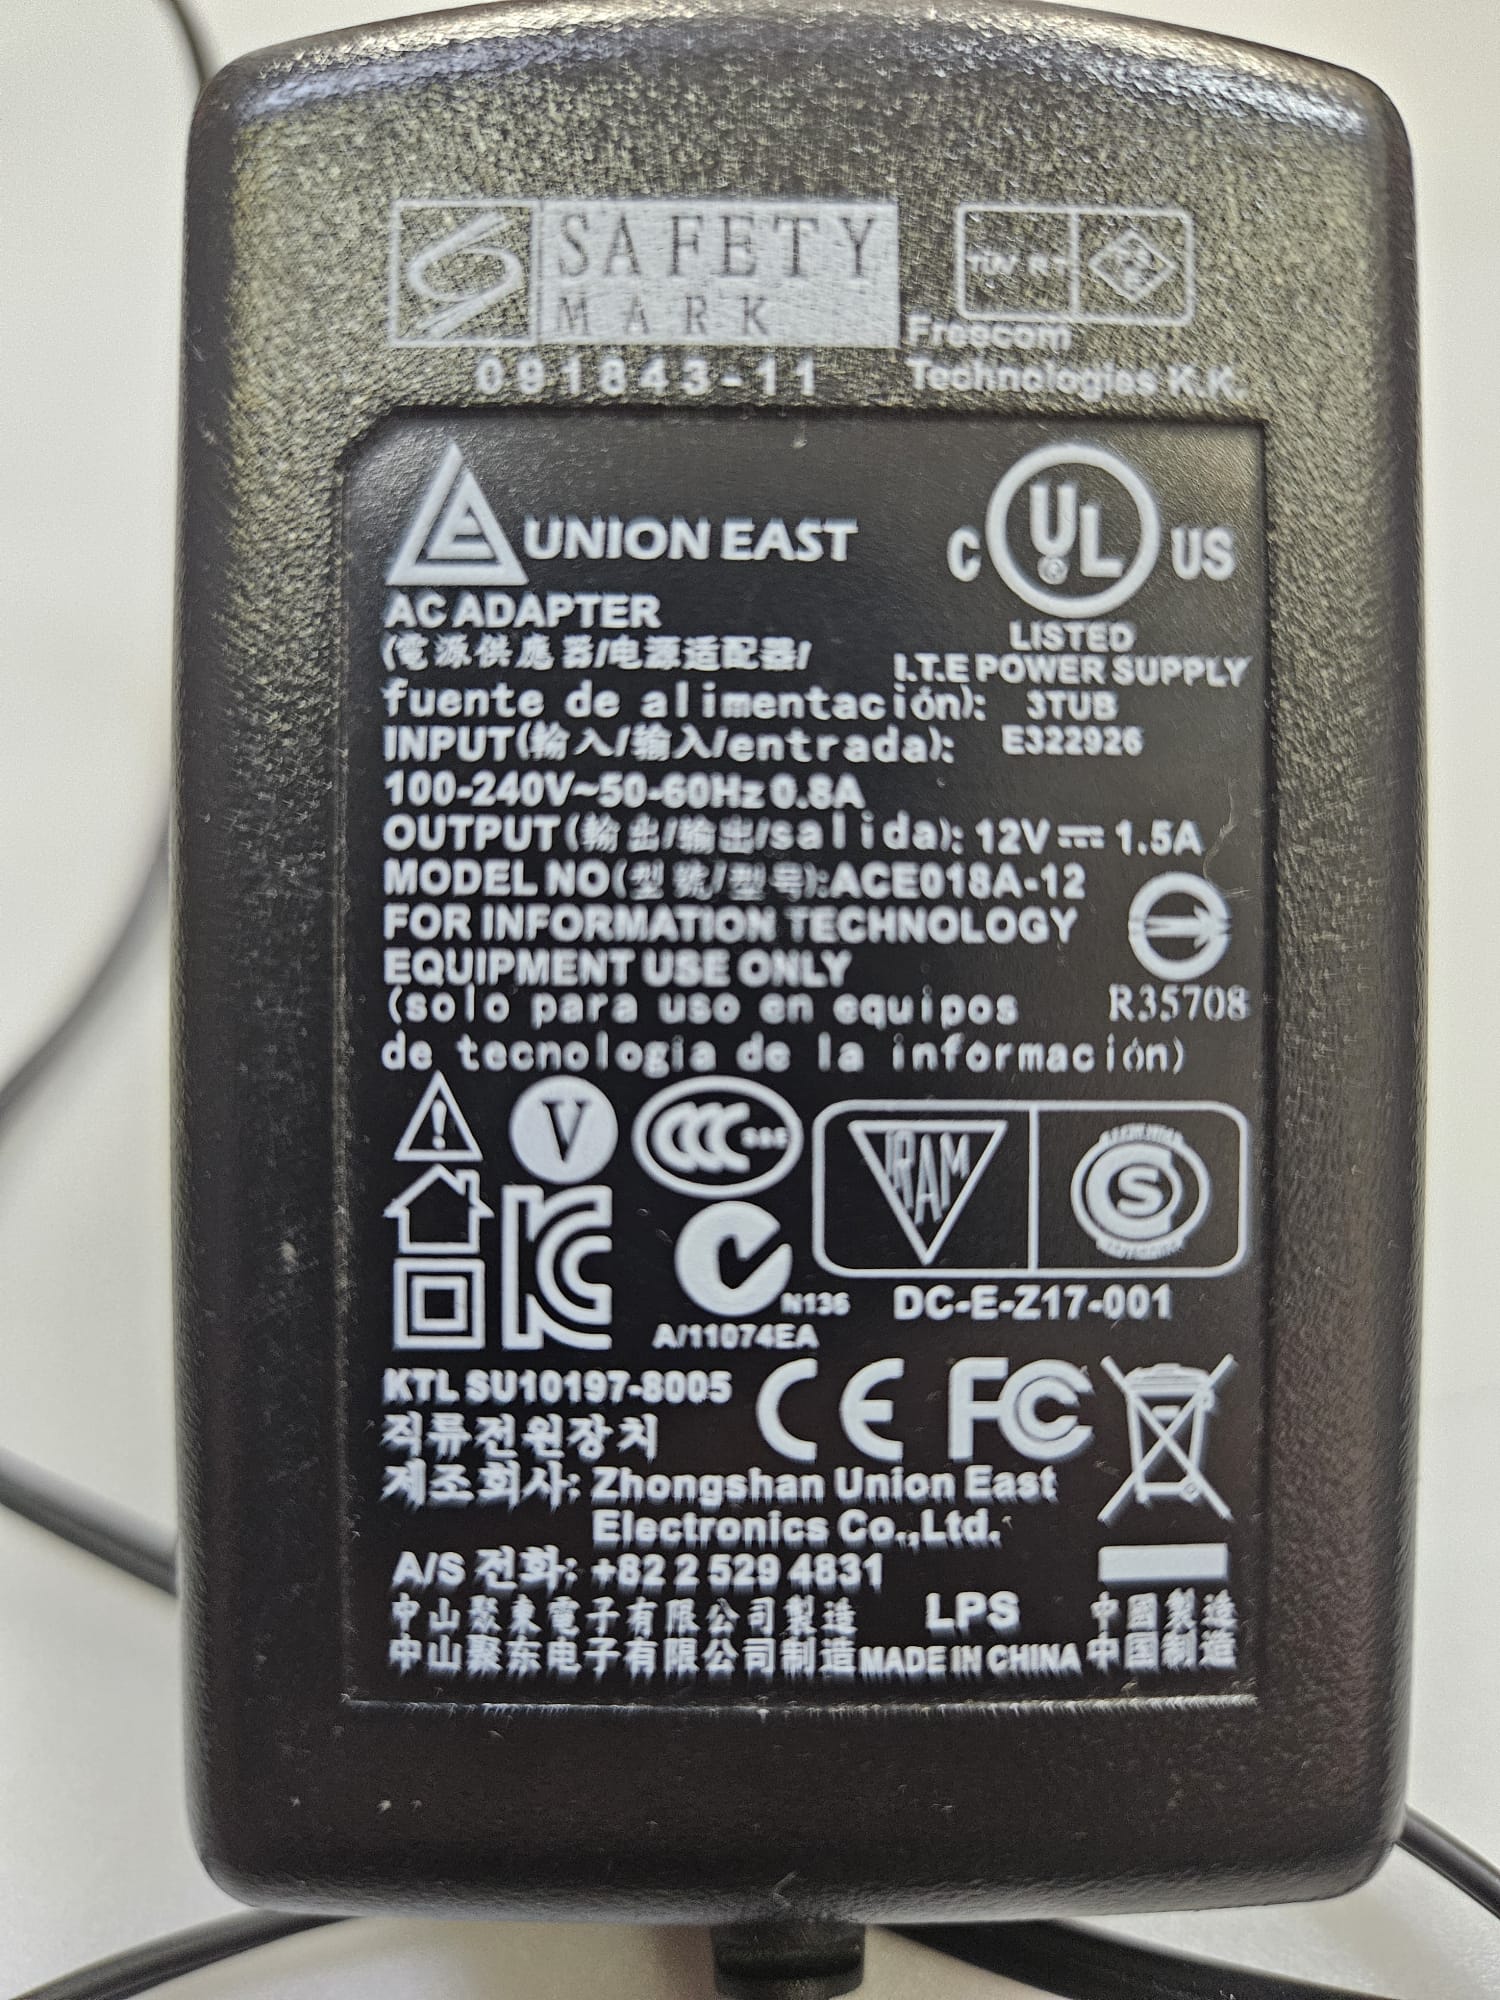 SAFETY
MARK
091843-11
Frescom
Technologies K.K.
UNION EAST
C UL US
LISTED
I.T.E POWER SUPPLY
3TUB
E322926
AC ADAPTER
(電源供應器/电源适配器/
fuente de alimentación):
INPUT(輸入/输入/entrada):
100-240V~50-60Hz 0.8A
OUTPUT(輸出/输出/salida): 12V⎓1.5A
MODEL NO(型號/型号):ACE018A-12
FOR INFORMATION TECHNOLOGY
EQUIPMENT USE ONLY
(solo para uso en equipos
de tecnologia de la información)
R35708
V
CCC S&E
IRAM
S
DC-E-Z17-001
KC
N136
A/11074EA
KTL SU10197-8005
CE FC
직류전원장치
제조회사: Zhongshan Union East
Electronics Co.,Ltd.
A/S 전화: +82 2 529 4831
中山聚東電子有限公司製造
LPS
中國製造
中山聚东电子有限公司制造 MADE IN CHINA 中国制造